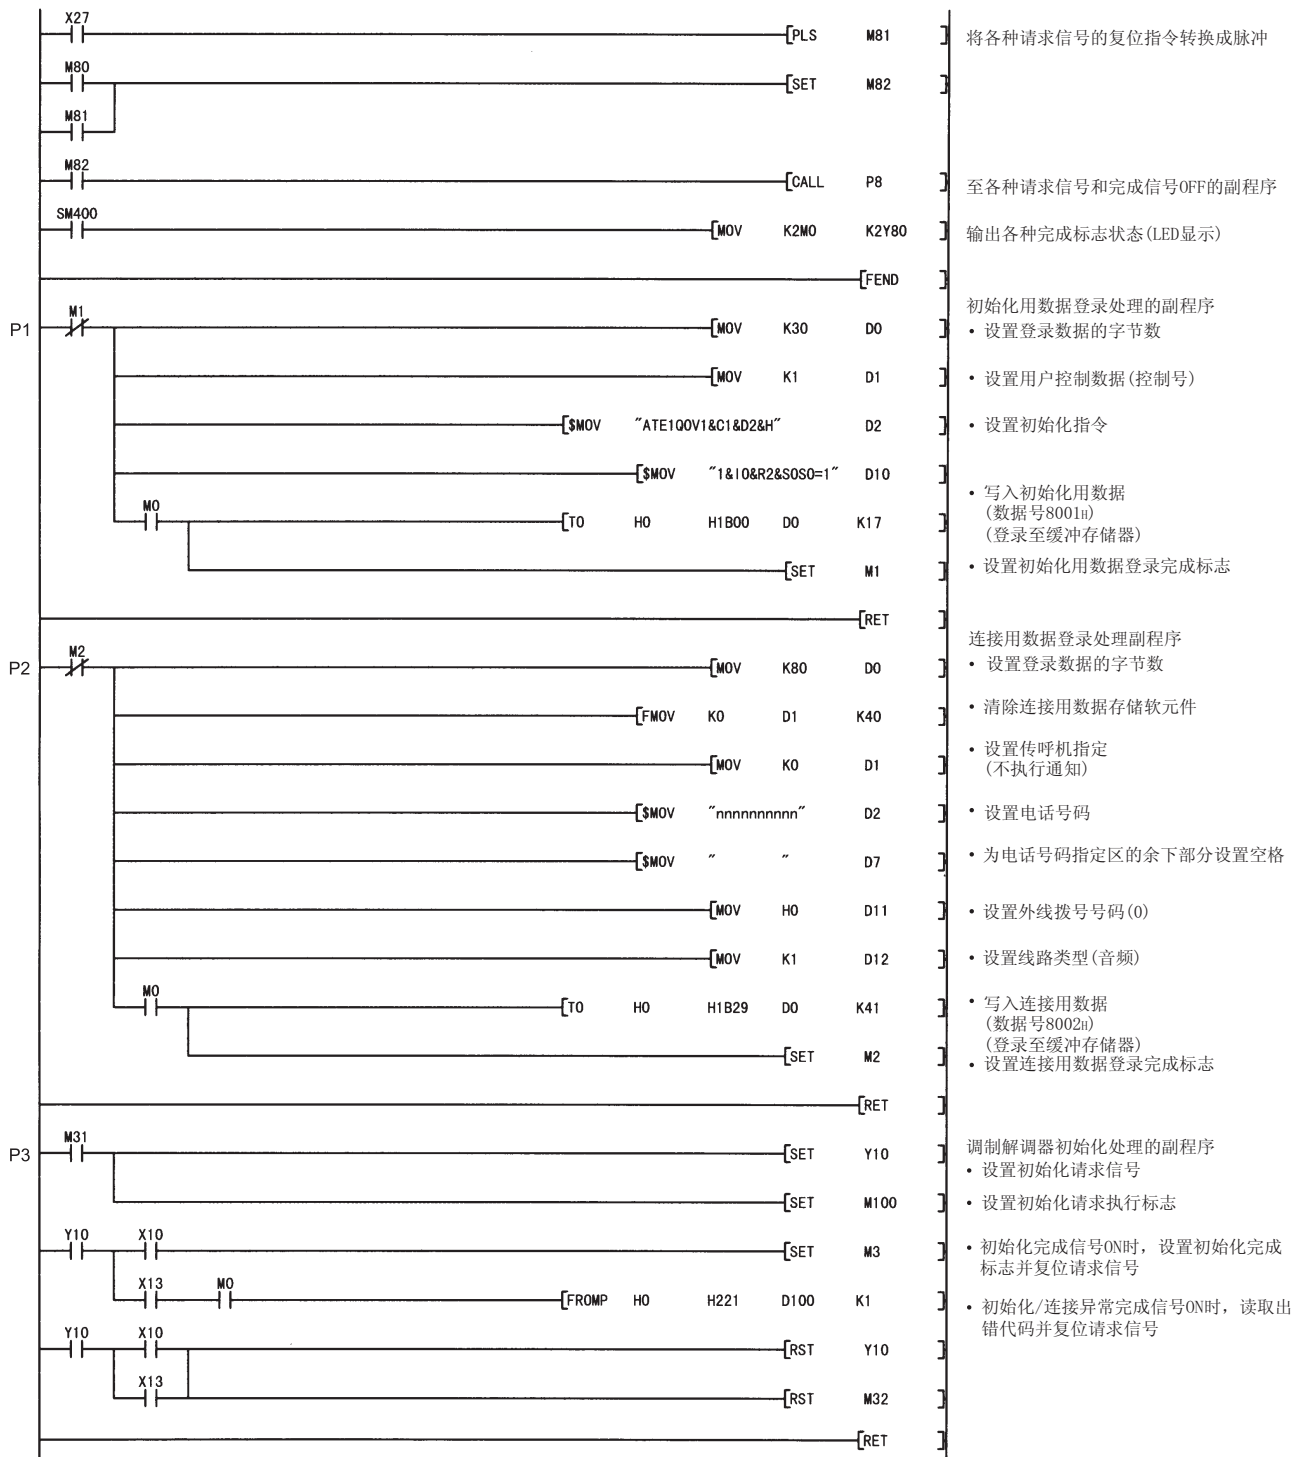 X27
[PLS M81]
将各种请求信号的复位指令转换成脉冲
M80
[SET M82]
M81
M82
[CALL P8]
至各种请求信号和完成信号OFF的副程序
SM400
[MOV K2M0 K2Y80]
输出各种完成标志状态(LED显示)
[FEND]
初始化用数据登录处理的副程序
P1
M1
[MOV K30 D0]
• 设置登录数据的字节数
[MOV K1 D1]
• 设置用户控制数据(控制号)
[$MOV "ATE1Q0V1&C1&D2&H" D2]
• 设置初始化指令
[$MOV "1&I0&R2&S0S0=1" D10]
• 写入初始化用数据
(数据号8001H)
(登录至缓冲存储器)
M0
[TO H0 H1B00 D0 K17]
[SET M1]
• 设置初始化用数据登录完成标志
[RET]
连接用数据登录处理副程序
P2
M2
[MOV K80 D0]
• 设置登录数据的字节数
[FMOV K0 D1 K40]
• 清除连接用数据存储软元件
[MOV K0 D1]
• 设置传呼机指定
(不执行通知)
[$MOV "nnnnnnnnnn" D2]
• 设置电话号码
[$MOV " " D7]
• 为电话号码指定区的余下部分设置空格
[MOV H0 D11]
• 设置外线拨号号码(0)
[MOV K1 D12]
• 设置线路类型(音频)
M0
[TO H0 H1B29 D0 K41]
• 写入连接用数据
(数据号8002H)
(登录至缓冲存储器)
[SET M2]
• 设置连接用数据登录完成标志
[RET]
P3
M31
[SET Y10]
调制解调器初始化处理的副程序
• 设置初始化请求信号
[SET M100]
• 设置初始化请求执行标志
Y10 X10
[SET M3]
• 初始化完成信号ON时，设置初始化完成
标志并复位请求信号
X13 M0
[FROMP H0 H221 D100 K1]
• 初始化/连接异常完成信号ON时，读取出
错代码并复位请求信号
Y10 X10
[RST Y10]
X13
[RST M32]
[RET]